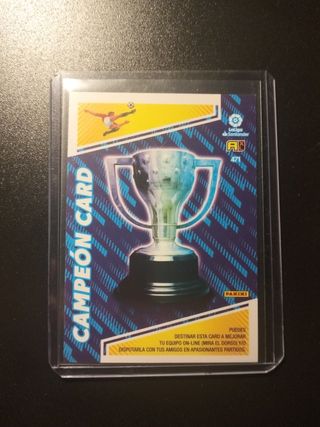 LaLiga
Santander
471
CAMPEÓN CARD
PANINI
PUEDES
DESTINAR ESTA CARD A MEJORAR
TU EQUIPO ON-LINE (MIRA EL DORSO) Y/O
DISPUTARLA CON TUS AMIGOS EN APASIONANTES PARTIDOS.